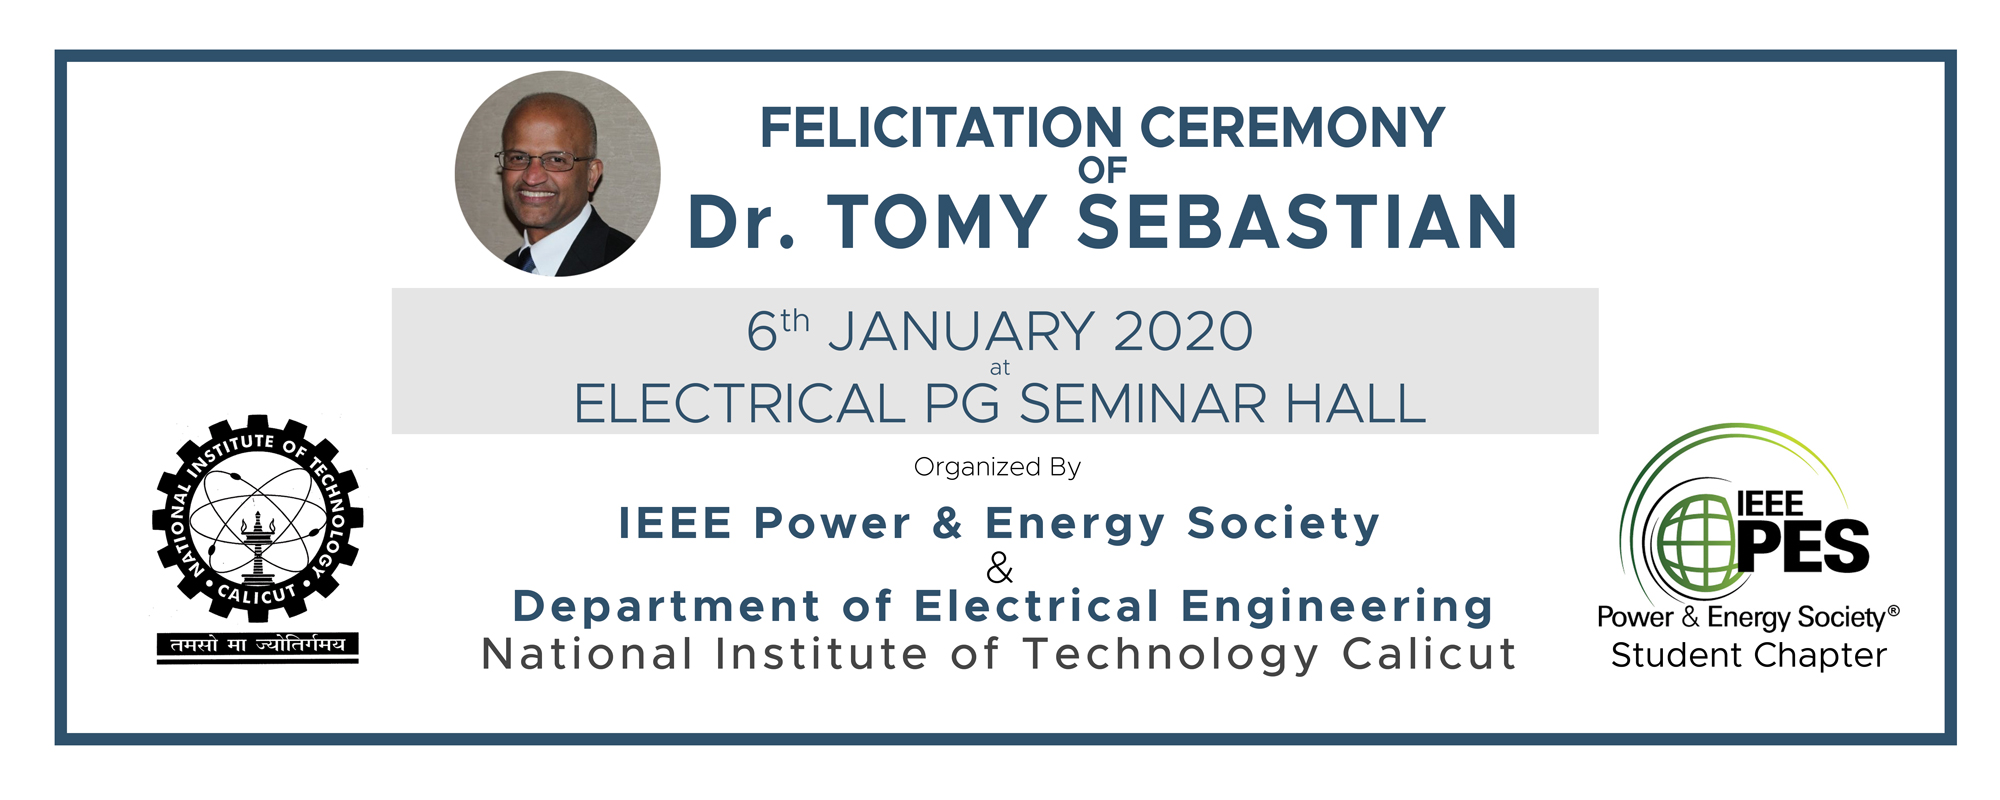 FELICITATION CEREMONY
OF
Dr. TOMY SEBASTIAN
6th JANUARY 2020
at
ELECTRICAL PG SEMINAR HALL
Organized By
IEEE Power & Energy Society
&
Department of Electrical Engineering
National Institute of Technology Calicut
NATIONAL INSTITUTE OF TECHNOLOGY
• CALICUT •
तमसो मा ज्योतिर्गमय
IEEE
PES
Power & Energy Society®
Student Chapter